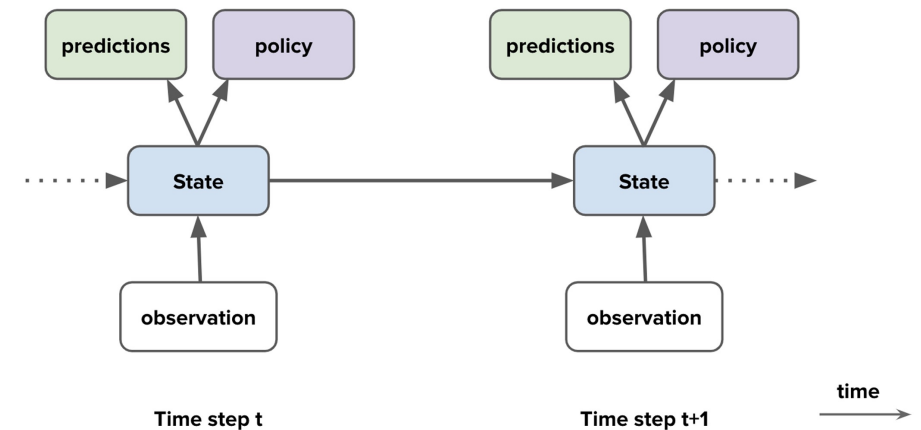 predictions
policy
predictions
policy
State
State
observation
observation
time
Time step t
Time step t+1